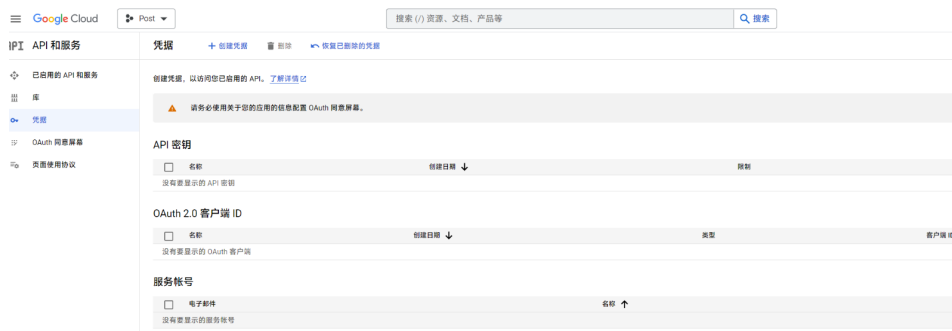 Google Cloud
Post
搜索 (/) 资源、文档、产品等
搜索
API
API 和服务
凭据
+ 创建凭据
删除
恢复已删除的凭据
已启用的 API 和服务
库
凭据
OAuth 同意屏幕
页面使用协议
创建凭据，以访问您已启用的 API。 了解详情
请务必使用关于您的应用的信息配置 OAuth 同意屏幕。
API 密钥
名称 创建日期 限制
没有要显示的 API 密钥
OAuth 2.0 客户端 ID
名称 创建日期 类型 客户端 ID
没有要显示的 OAuth 客户端
服务帐号
电子邮件 名称
没有要显示的服务帐号